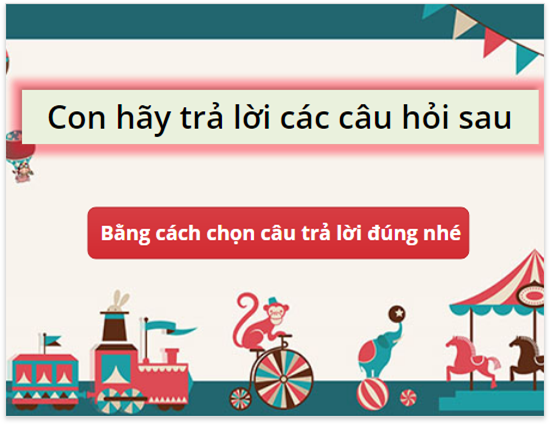 Con hãy trả lời các câu hỏi sau
Bằng cách chọn câu trả lời đúng nhé